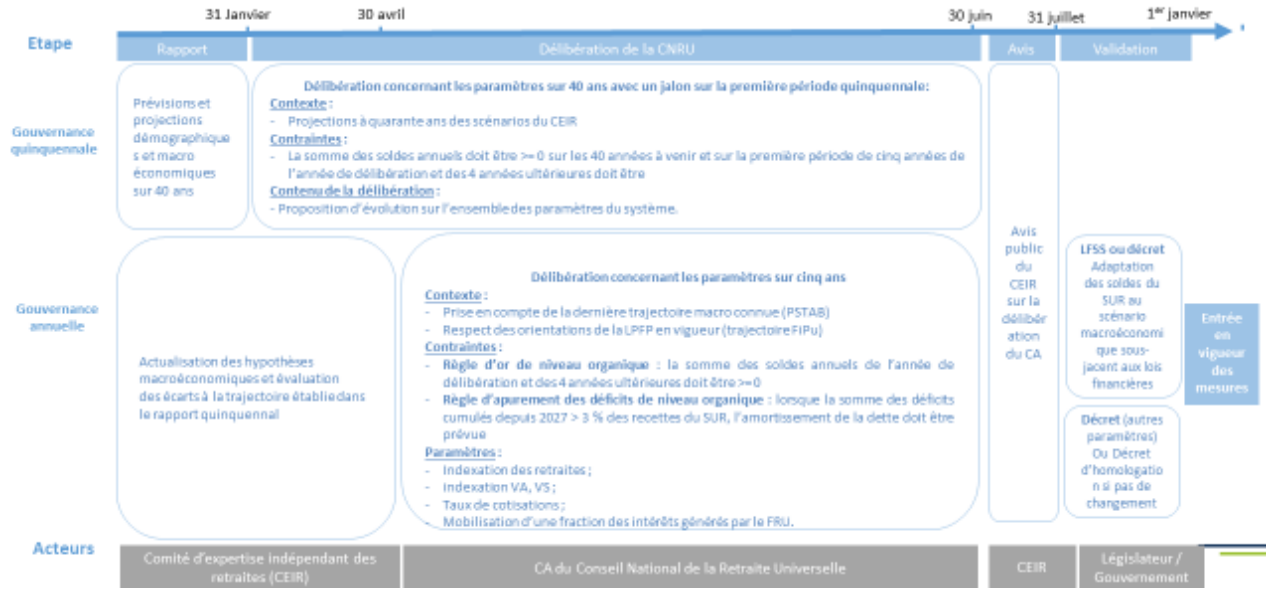 31 Janvier
30 avril
30 juin
31 juillet
1er janvier
Etape
Rapport
Délibération de la CNRU
Avis
Validation
Gouvernance
quinquennale
Prévisions et
projections
démographique
s et macro
économiques
sur 40 ans
Délibération concernant les paramètres sur 40 ans avec un jalon sur la première période quinquennale:
Contexte :
- Projections à quarante ans des scénarios du CEIR
Contraintes :
- La somme des soldes annuels doit être >= 0 sur les 40 années à venir et sur la première période de cinq années de
l'année de délibération et des 4 années ultérieures doit être
Contenu de la délibération :
- Proposition d'évolution sur l'ensemble des paramètres du système.
Gouvernance
annuelle
Actualisation des hypothèses
macroéconomiques et évaluation
des écarts à la trajectoire établie dans
le rapport quinquennal
Délibération concernant les paramètres sur cinq ans
Contexte :
- Prise en compte de la dernière trajectoire macro connue (PSTAB)
- Respect des orientations de la LPFP en vigueur (trajectoire FiPu)
Contraintes :
- Règle d'or de niveau organique : la somme des soldes annuels de l'année de
délibération et des 4 années ultérieures doit être >= 0
- Règle d'apurement des déficits de niveau organique : lorsque la somme des déficits
cumulés depuis 2027 > 3 % des recettes du SUR, l'amortissement de la dette doit être
prévue
Paramètres :
- Indexation des retraites ;
- indexation VA, VS ;
- Taux de cotisations ;
- Mobilisation d'une fraction des intérêts générés par le FRU.
Avis
public
du
CEIR
sur la
délibér
ation
du CA
LFSS ou décret
Adaptation
des soldes du
SUR au
scénario
macroéconomi
que sous-
jacent aux lois
financières
Décret (autres
paramètres)
Ou Décret
d'homologatio
n si pas de
changement
Entrée
en
vigueur
des
mesures
Acteurs
Comité d'expertise indépendant des
retraites (CEIR)
CA du Conseil National de la Retraite Universelle
CEIR
Législateur /
Gouvernement